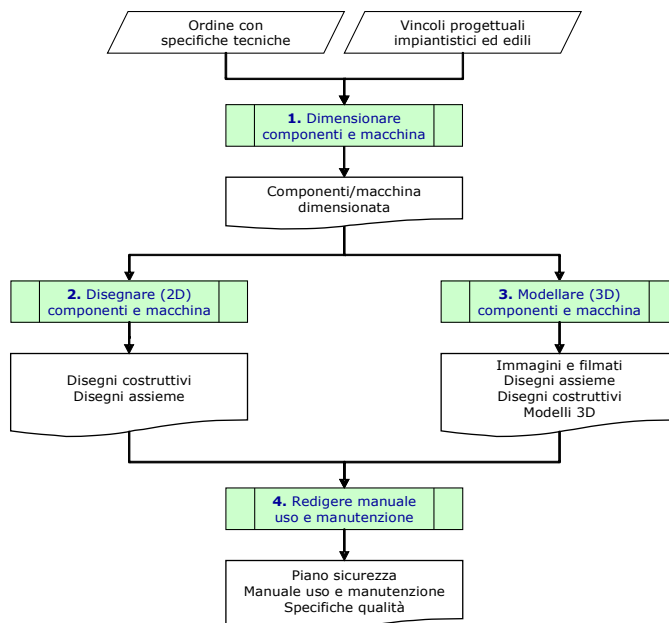 Ordine con
specifiche tecniche
Vincoli progettuali
impiantistici ed edili
1. Dimensionare
componenti e macchina
Componenti/macchina
dimensionata
2. Disegnare (2D)
componenti e macchina
3. Modellare (3D)
componenti e macchina
Disegni costruttivi
Disegni assieme
Immagini e filmati
Disegni assieme
Disegni costruttivi
Modelli 3D
4. Redigere manuale
uso e manutenzione
Piano sicurezza
Manuale uso e manutenzione
Specifiche qualità